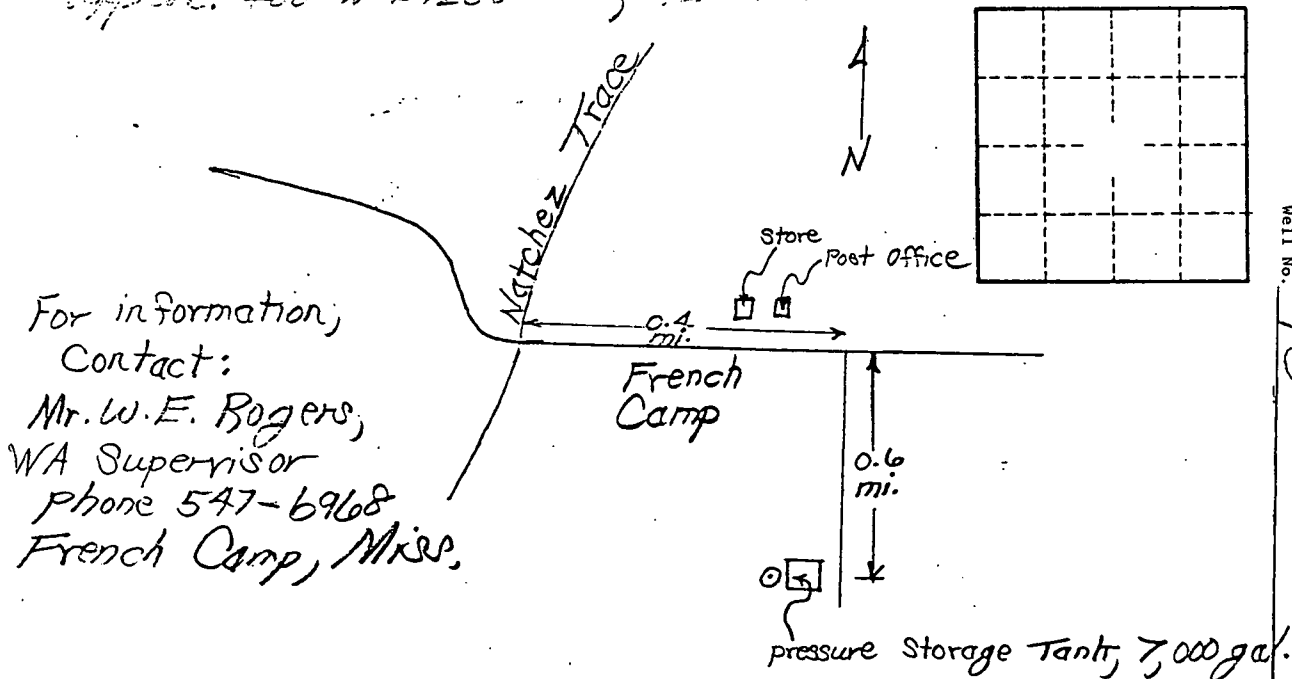 Natchez Trace
N
Store
Post Office
Well No.
0.4
mi.
For information,
Contact:
Mr. W. E. Rogers,
WA Supervisor
Phone 547-6968
French Camp, Miss.
French
Camp
0.6
mi.
pressure Storage Tank, 7,000 gal.